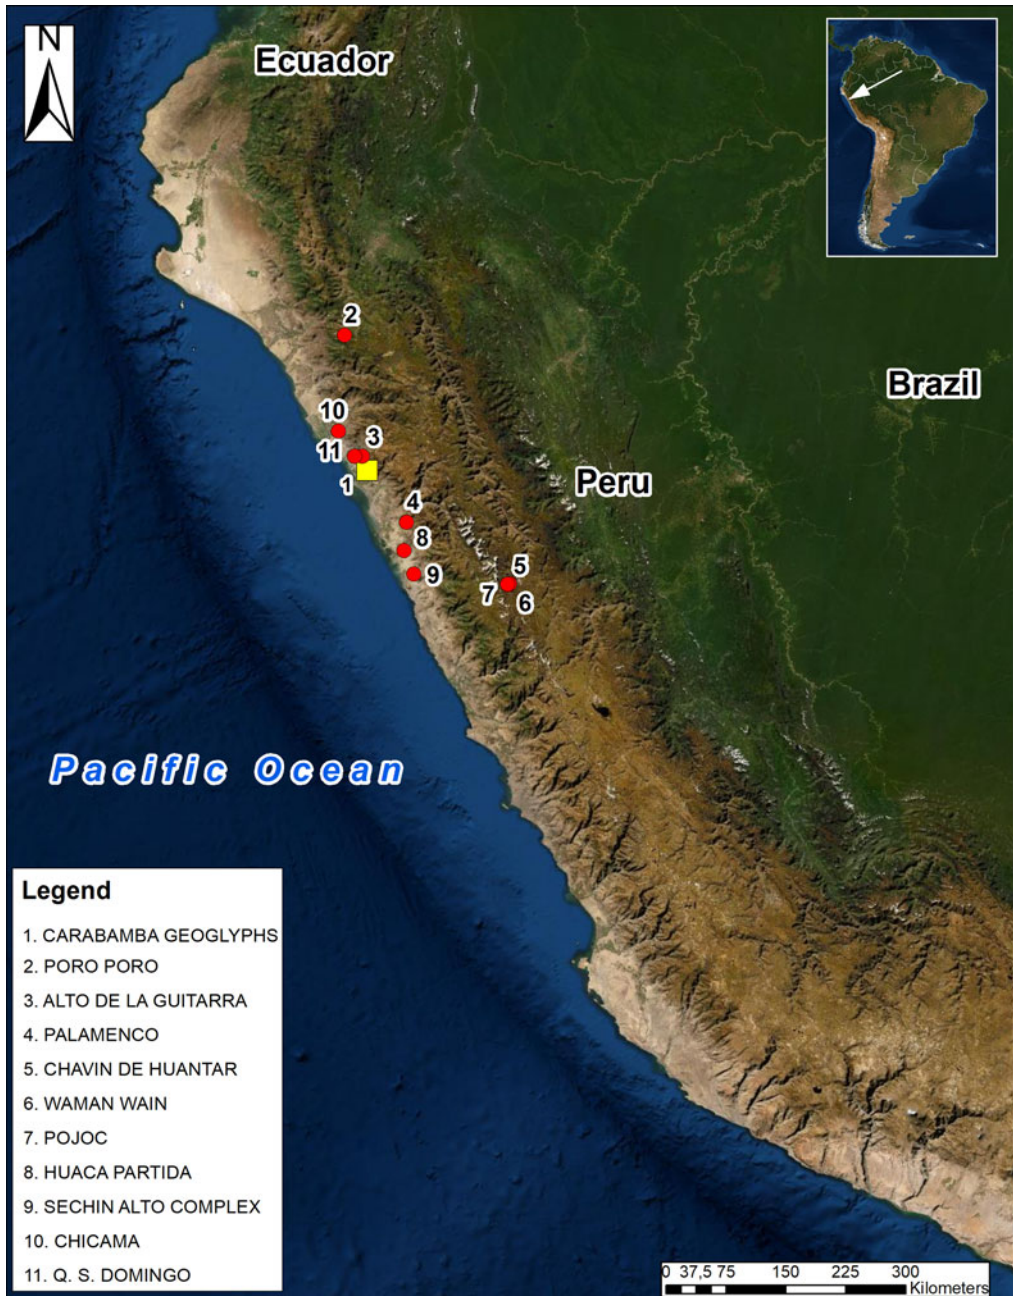 N
Ecuador
2
Brazil
10
3
11
Peru
1
4
8
5
9
7
6
Pacific Ocean
Legend
1. CARABAMBA GEOGLYPHS
2. PORO PORO
3. ALTO DE LA GUITARRA
4. PALAMENCO
5. CHAVIN DE HUANTAR
6. WAMAN WAIN
7. POJOC
8. HUACA PARTIDA
9. SECHIN ALTO COMPLEX
10. CHICAMA
11. Q. S. DOMINGO
0 37,5 75 150 225 300
Kilometers